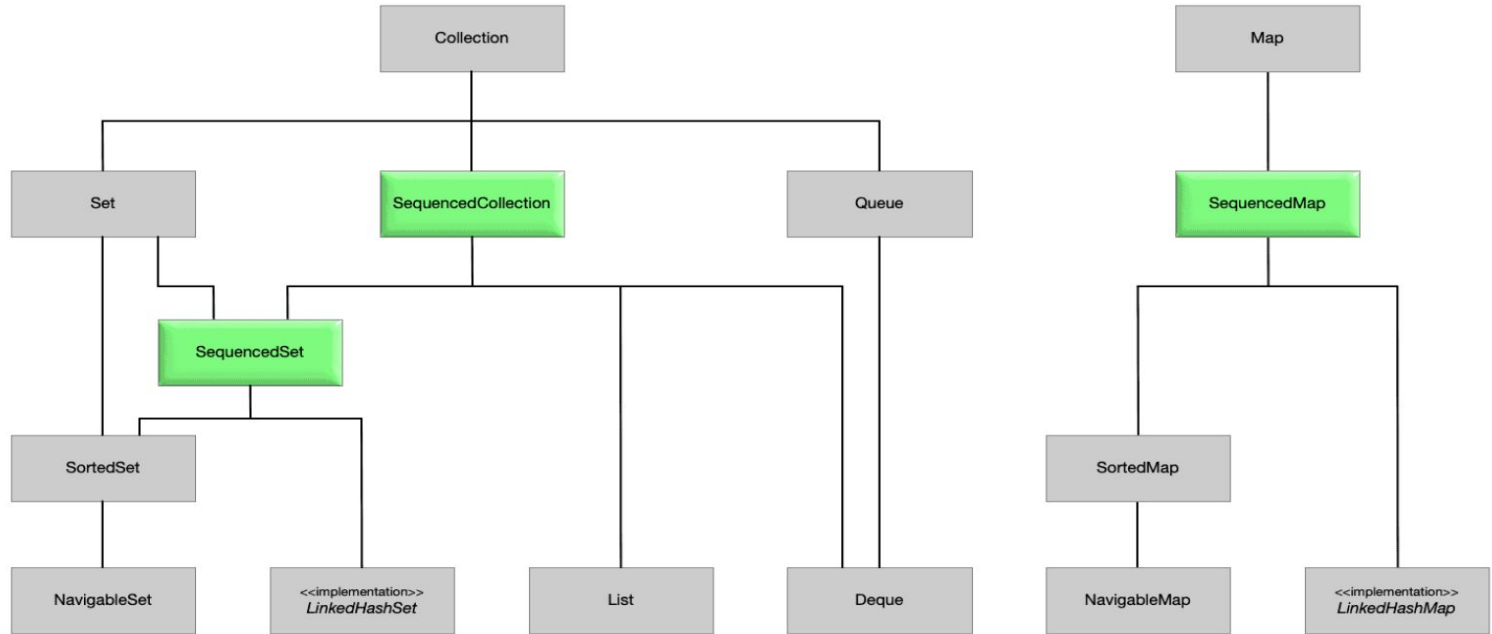 Collection
Map
Set
SequencedCollection
Queue
SequencedMap
SequencedSet
SortedSet
SortedMap
NavigableSet
<<implementation>>
LinkedHashSet
List
Deque
NavigableMap
<<implementation>>
LinkedHashMap